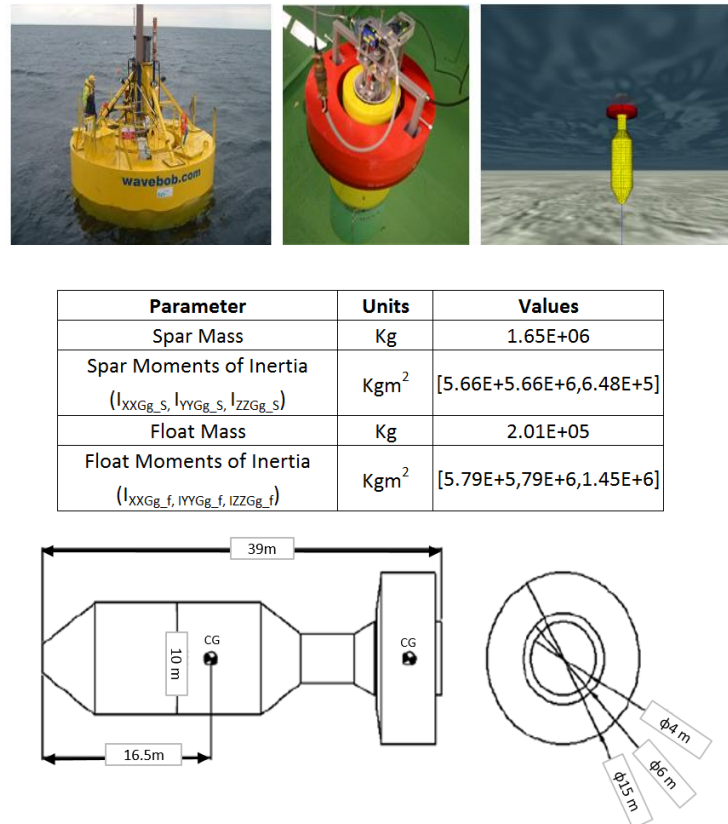 wavebob.com
Parameter Units Values
Spar Mass Kg 1.65E+06
Spar Moments of Inertia
(IXXGg_S, IYYGg_S, IZZGg_S) Kgm² [5.66E+5.66E+6,6.48E+5]
Float Mass Kg 2.01E+05
Float Moments of Inertia
(IXXGg_f, IYYGg_f, IZZGg_f) Kgm² [5.79E+5,79E+6,1.45E+6]
39m
CG
CG
10 m
16.5m
ϕ4 m
ϕ6 m
ϕ15 m